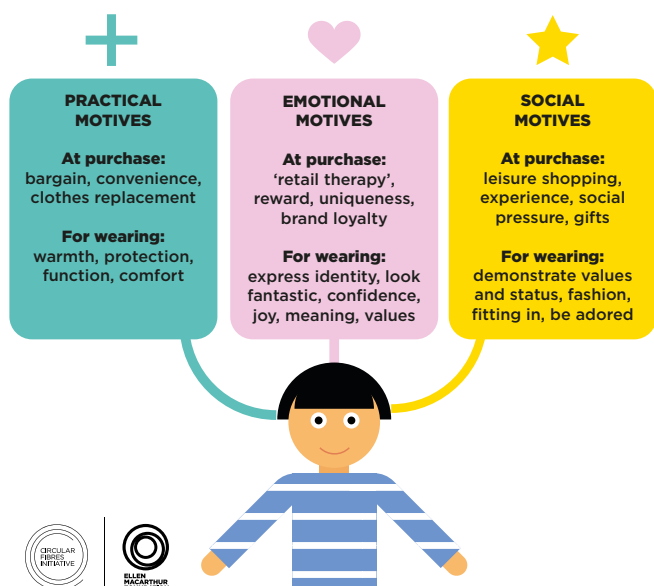 PRACTICAL
MOTIVES
At purchase:
bargain, convenience,
clothes replacement
For wearing:
warmth, protection,
function, comfort
EMOTIONAL
MOTIVES
At purchase:
‘retail therapy’,
reward, uniqueness,
brand loyalty
For wearing:
express identity, look
fantastic, confidence,
joy, meaning, values
SOCIAL
MOTIVES
At purchase:
leisure shopping,
experience, social
pressure, gifts
For wearing:
demonstrate values
and status, fashion,
fitting in, be adored
CIRCULAR
FIBRES
INITIATIVE
ELLEN
MACARTHUR